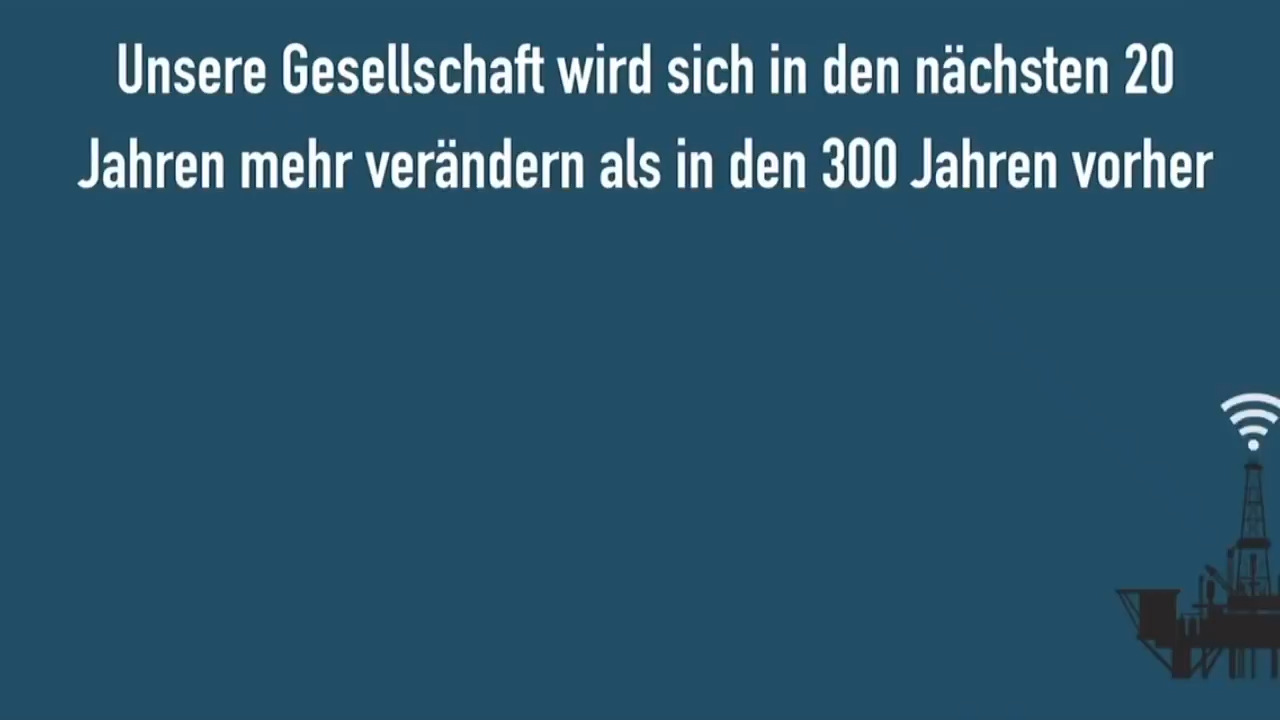 Unsere Gesellschaft wird sich in den nächsten 20
Jahren mehr verändern als in den 300 Jahren vorher